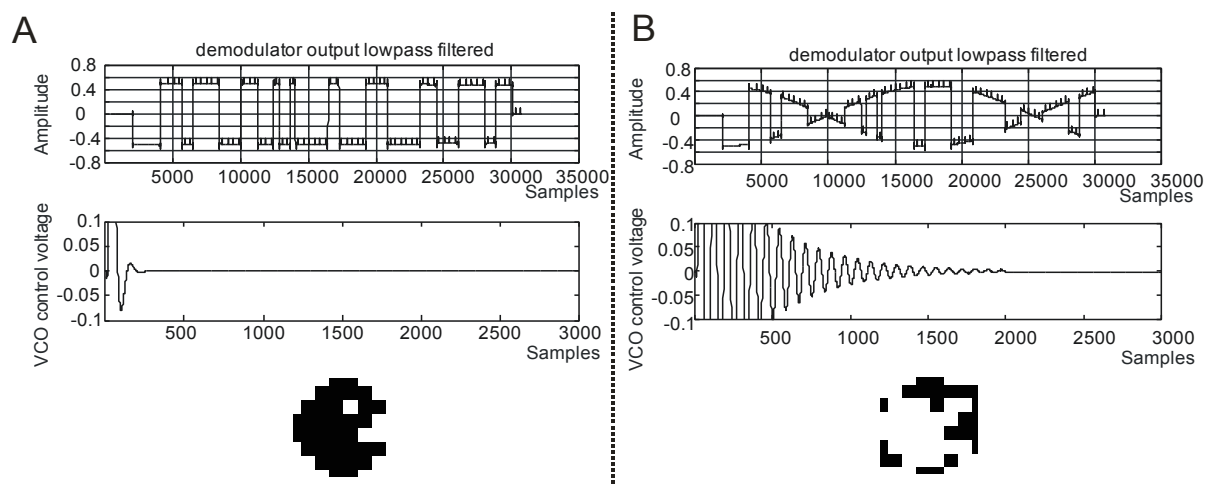 A
demodulator output lowpass filtered
Amplitude
0.8
0.4
0
-0.4
-0.8
5000 10000 15000 20000 25000 30000 35000
Samples
VCO control voltage
0.1
0.05
0
-0.05
-0.1
500 1000 1500 2000 2500 3000
Samples
B
demodulator output lowpass filtered
Amplitude
0.8
0.4
0
-0.4
-0.8
5000 10000 15000 20000 25000 30000 35000
Samples
VCO control voltage
0.1
0.05
0
-0.05
-0.1
500 1000 1500 2000 2500 3000
Samples